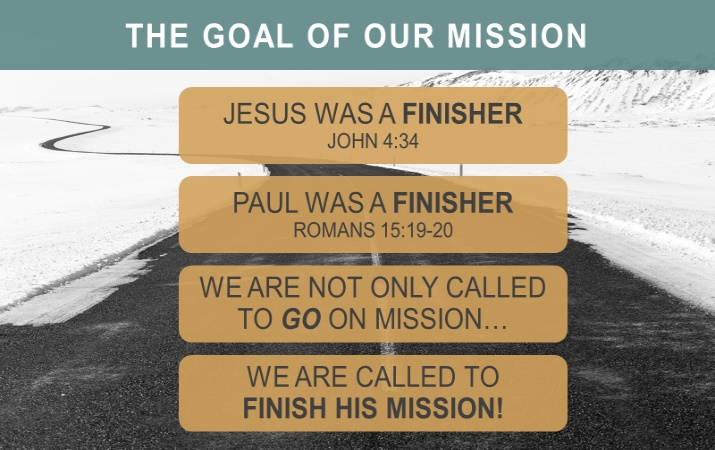 THE GOAL OF OUR MISSION
JESUS WAS A FINISHER
JOHN 4:34
PAUL WAS A FINISHER
ROMANS 15:19-20
WE ARE NOT ONLY CALLED
TO GO ON MISSION...
WE ARE CALLED TO
FINISH HIS MISSION!